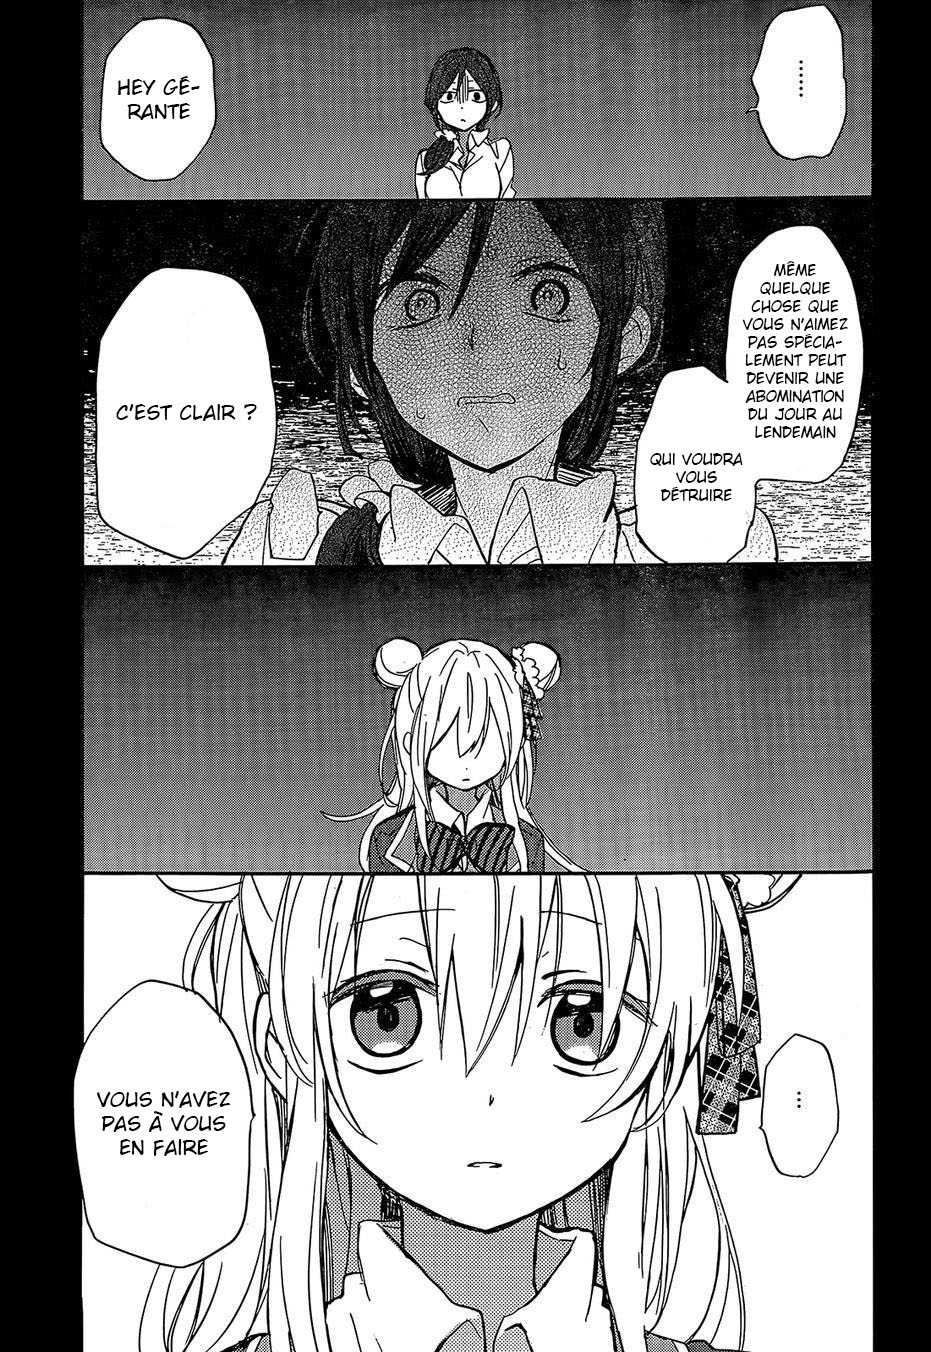 ......
HEY GÉ-
RANTE
MÊME
QUELQUE
CHOSE QUE
VOUS N'AIMEZ
PAS SPÉCIA-
LEMENT PEUT
DEVENIR UNE
ABOMINATION
DU JOUR AU
LENDEMAIN
QUI VOUDRA
VOUS
DÉTRUIRE
C'EST CLAIR ?
...
VOUS N'AVEZ
PAS À VOUS
EN FAIRE